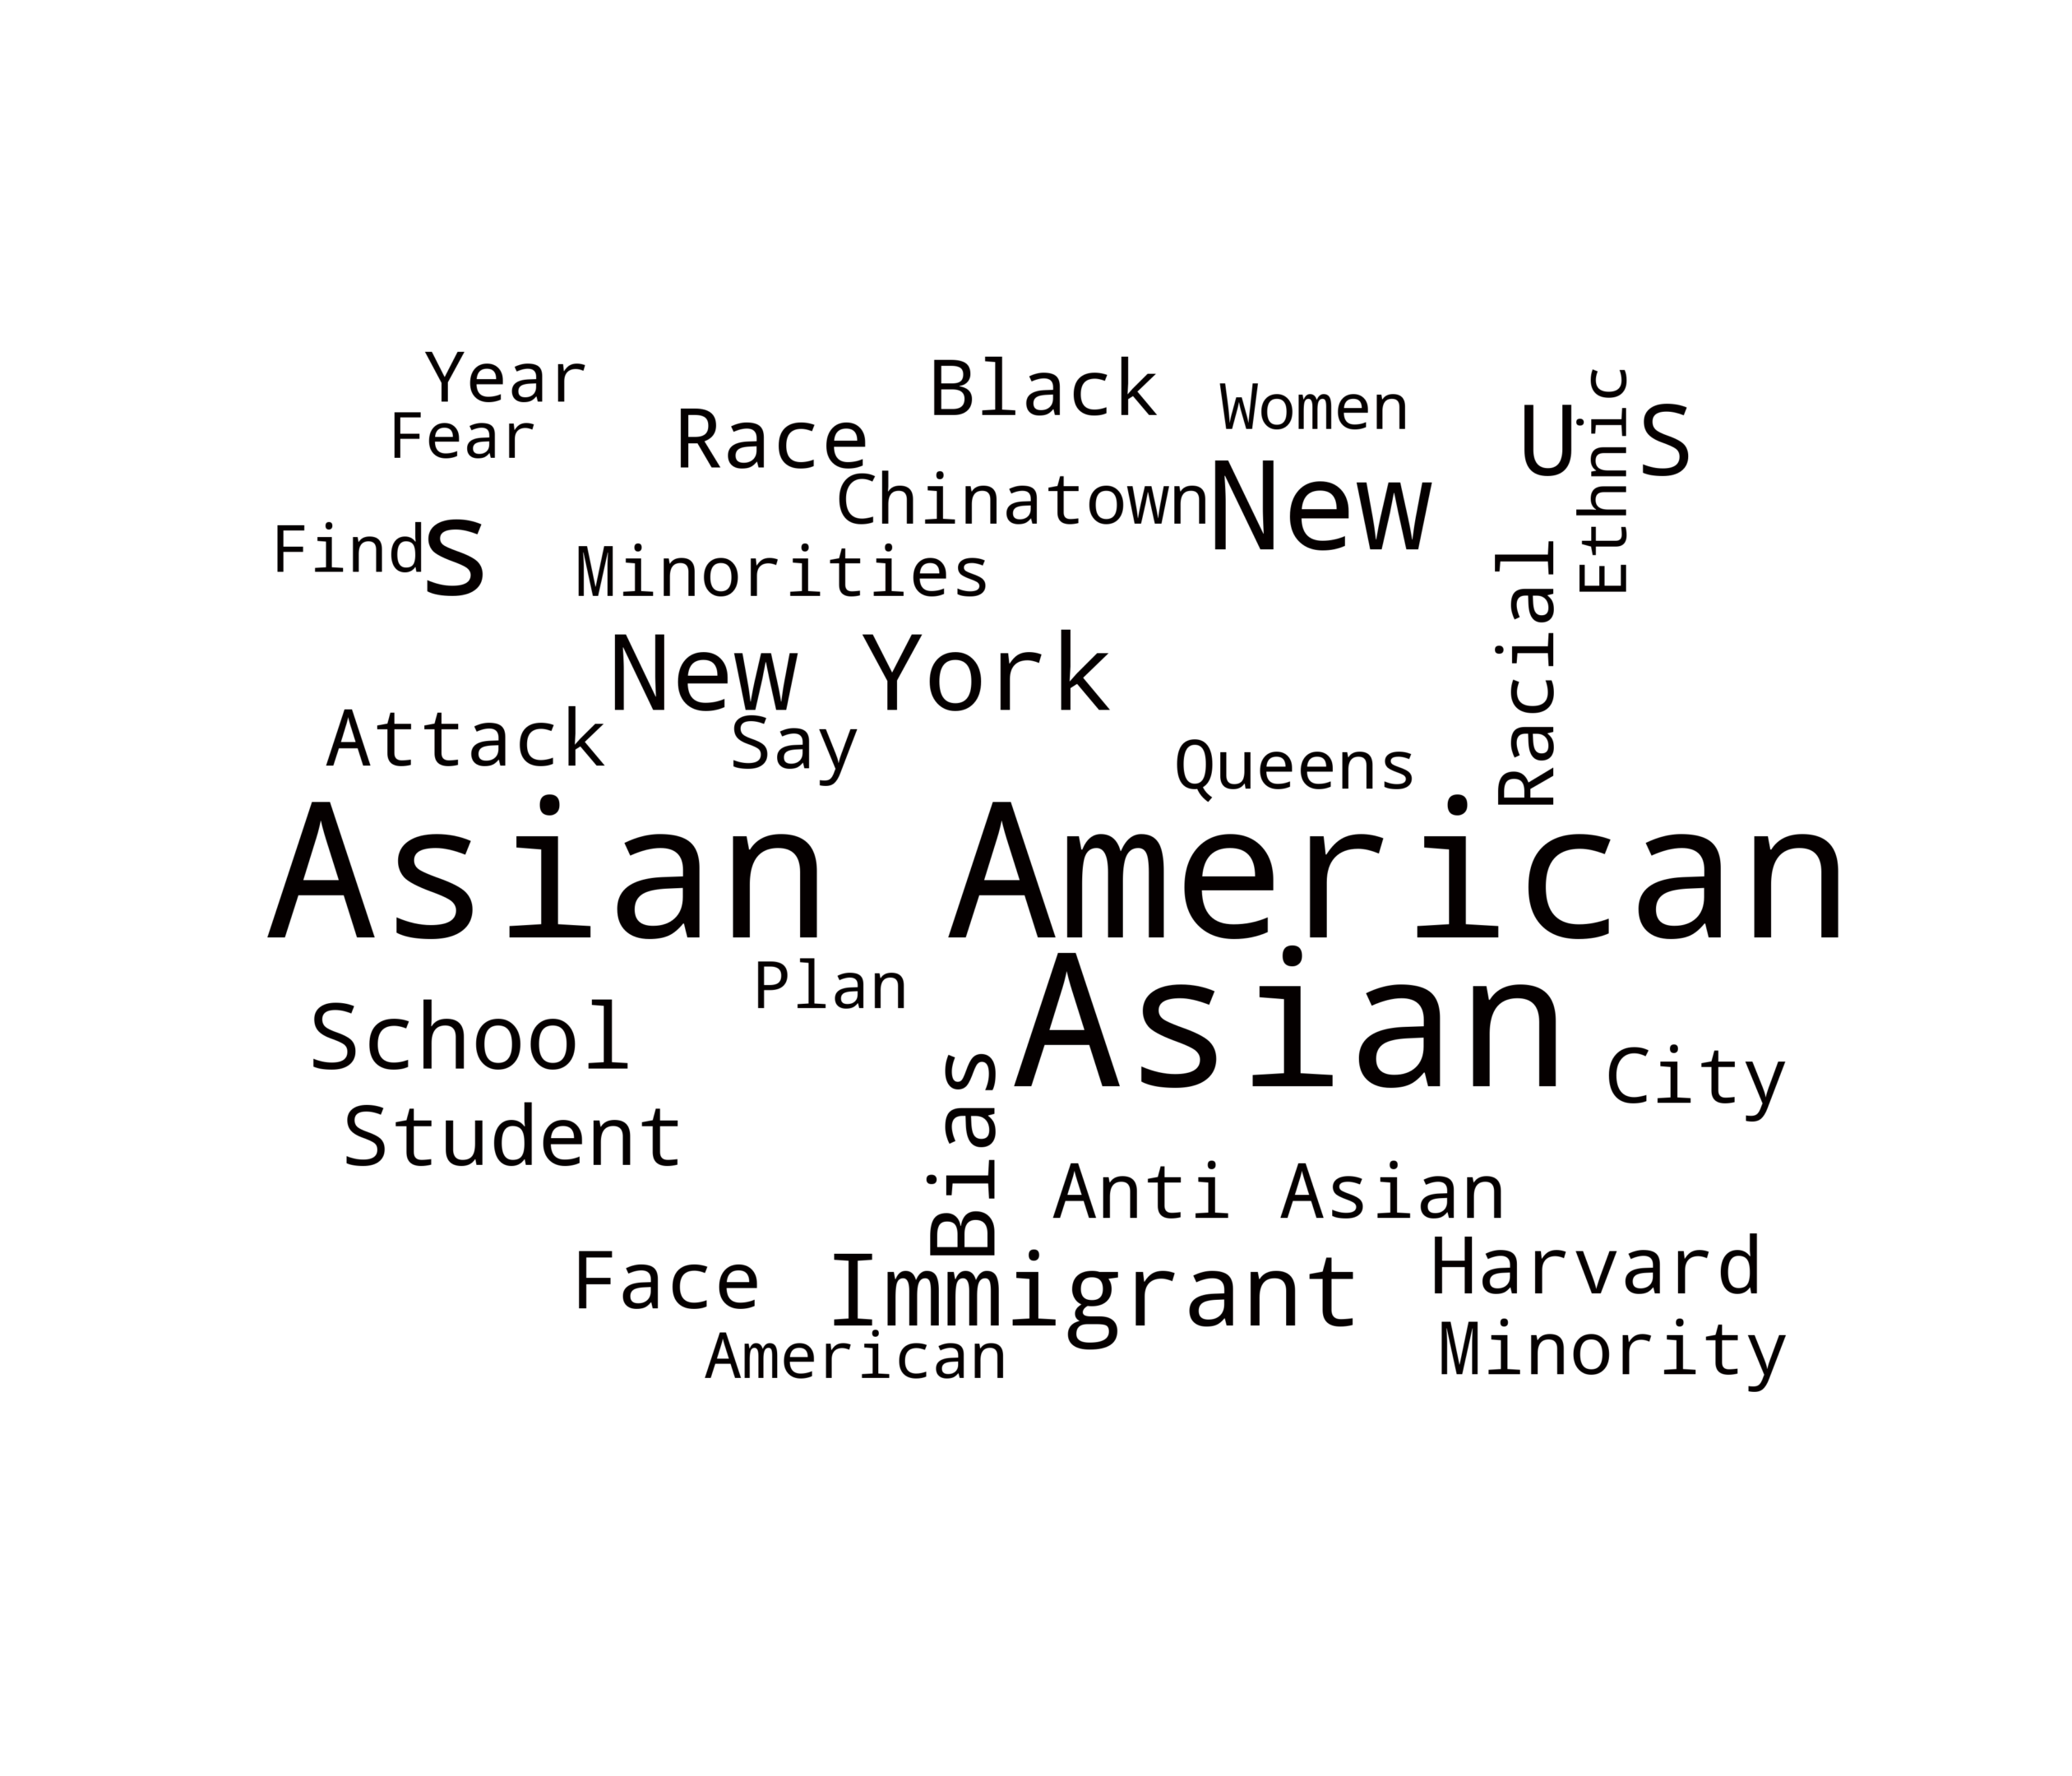 Year
Black
Women
Ethnic
Fear
Race
U S
Chinatown
New
Find
s
Minorities
Racial
New York
Attack
Say
Queens
Asian American
Plan
Asian
School
City
Bias
Student
Anti Asian
Face
Immigrant
Harvard
American
Minority